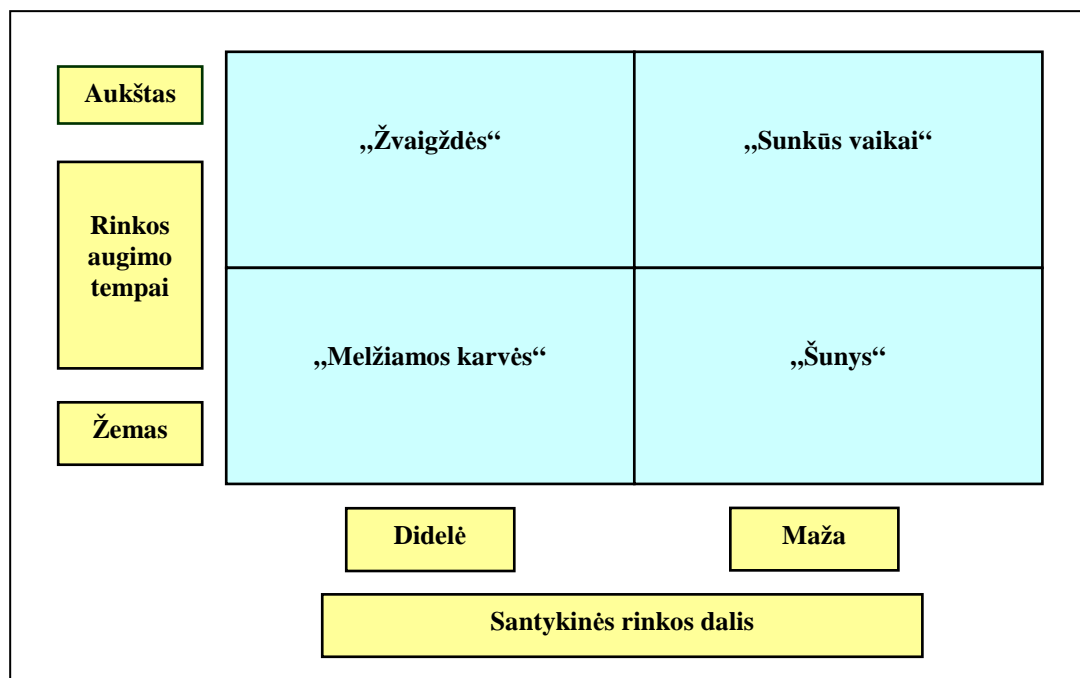 Aukštas
„Žvaigždės“
„Sunkūs vaikai“
Rinkos
augimo
tempai
„Melžiamos karvės“
„Šunys“
Žemas
Didelė
Maža
Santykinės rinkos dalis